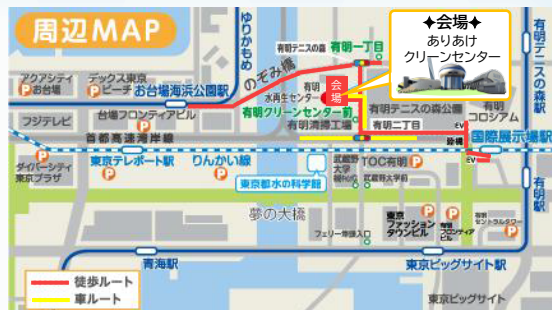 周辺MAP
✦会場✦
ありあけ
クリーンセンター
ゆりかもめ
有明テニスの森駅
有明テニスの森
有明一丁目
のぞみ橋
アクアシティ
お台場
デックス東京
ビーチ
お台場海浜公園駅
有明
水再生センター
会場
有明クリーンセンター前
有明清掃工場
有明テニスの森公園
有明
コロシアム
台場フロンティアビル
フジテレビ
首都高速湾岸線
有明二丁目
EV
国際展示場駅
東京テレポート駅
りんかい線
ダイバーシティ
東京プラザ
東京都水の科学館
武蔵野
大学
TOC有明
武蔵野大学前
EV
有明駅
夢の大橋
フェリー埠頭入口
東京
ファッション
タウンビル
有明
フロンティア
ビル
有明
セントラルタワー
青海駅
東京ビッグサイト駅
東京ビッグサイト
徒歩ルート
車ルート